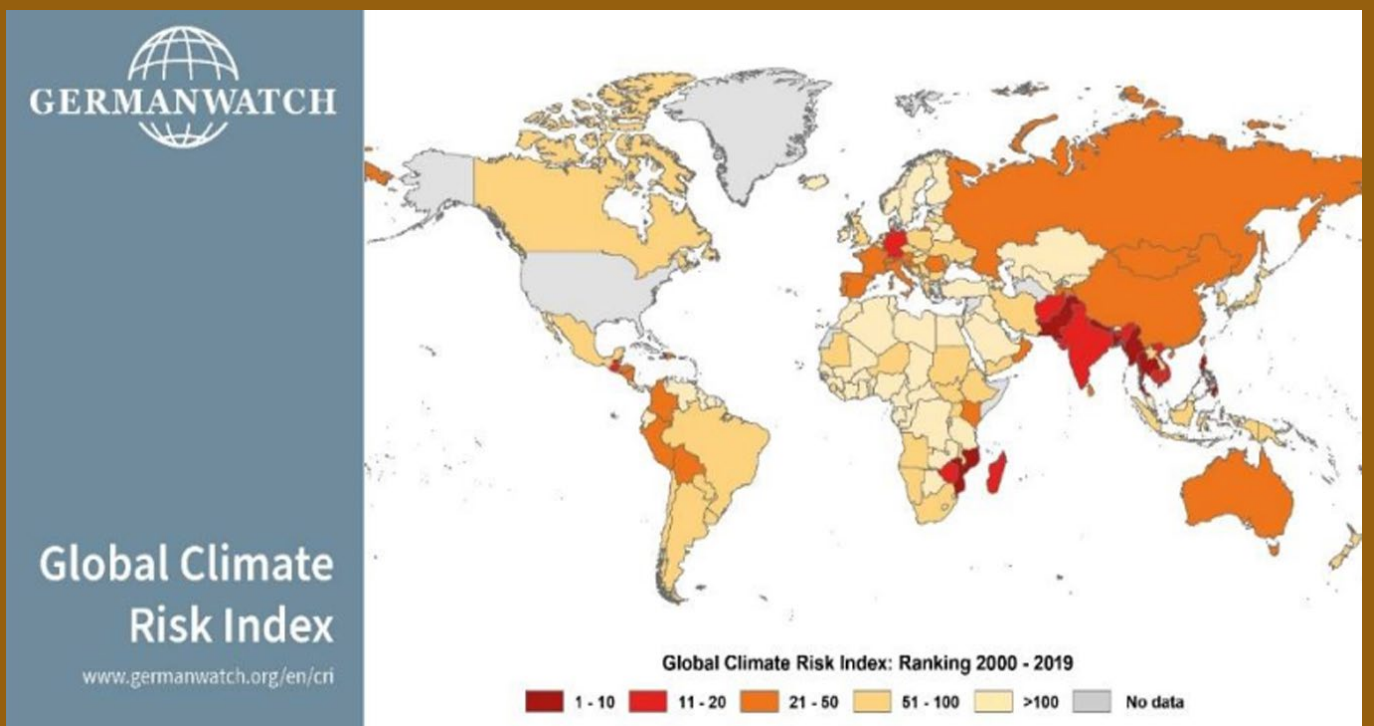 GERMANWATCH
Global Climate
Risk Index
www.germanwatch.org/en/cri
Global Climate Risk Index: Ranking 2000 - 2019
1 - 10 11 - 20 21 - 50 51 - 100 >100 No data